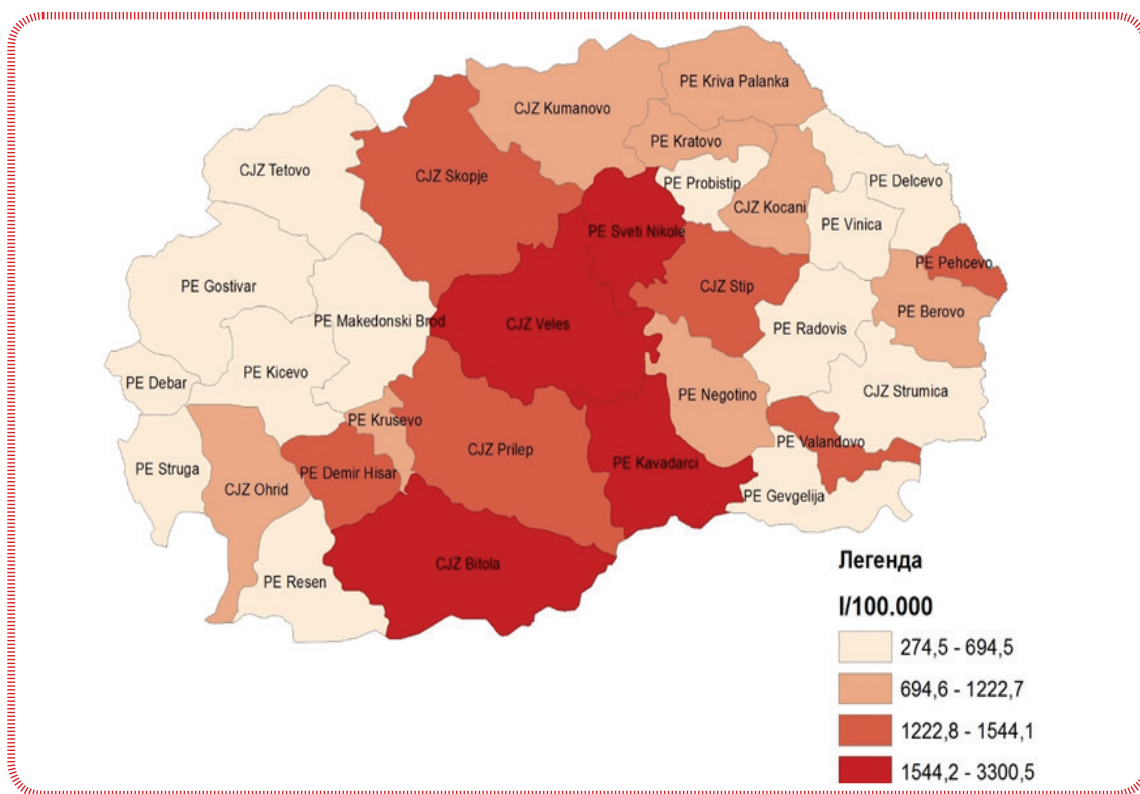 PE Kriva Palanka
CJZ Kumanovo
PE Kratovo
CJZ Tetovo
CJZ Skopje
PE Probistip
PE Delcevo
CJZ Kocani
PE Vinica
PE Sveti Nikole
PE Pehcevo
PE Gostivar
CJZ Stip
PE Berovo
PE Makedonski Brod
CJZ Veles
PE Radovis
PE Kicevo
PE Debar
CJZ Strumica
PE Negotino
PE Krusevo
PE Valandovo
CJZ Prilep
PE Struga
PE Demir Hisar
PE Kavadarci
CJZ Ohrid
PE Gevgelija
CJZ Bitola
PE Resen
Легенда
I/100.000
274,5 - 694,5
694,6 - 1222,7
1222,8 - 1544,1
1544,2 - 3300,5